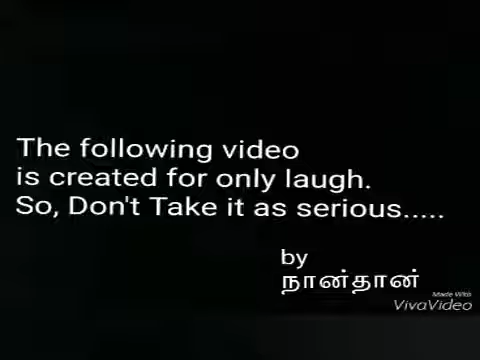 The following video
is created for only laugh.
So, Don't Take it as serious.....
by
நான்தான்
Made With
VivaVideo